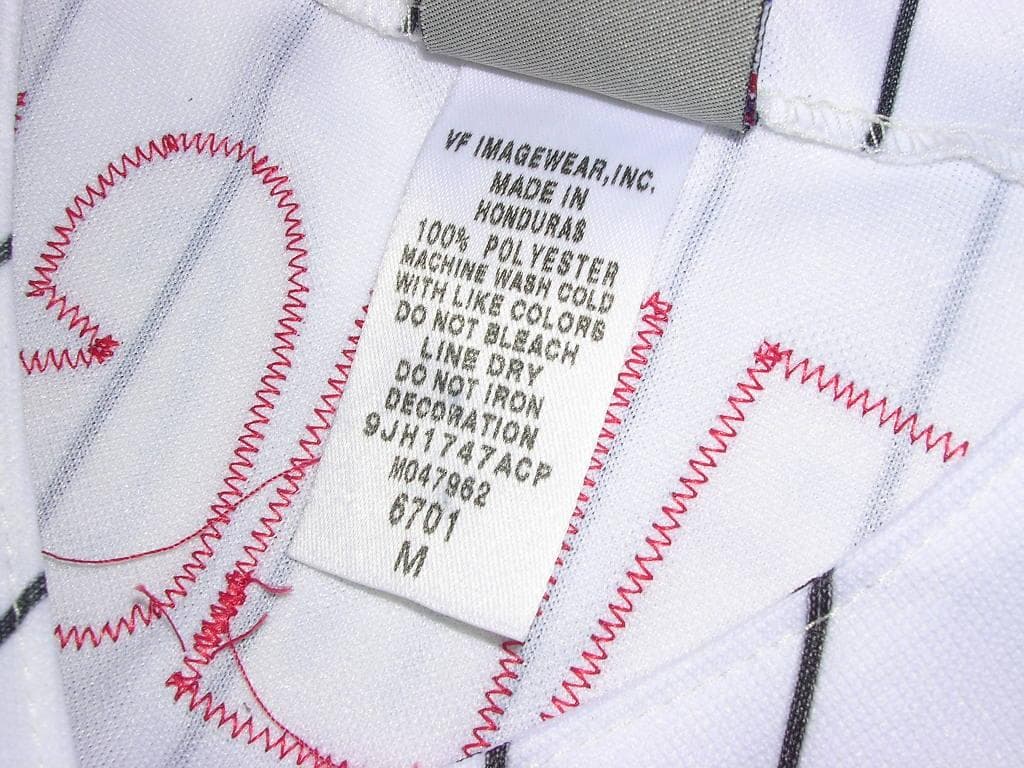 VF IMAGEWEAR,INC.
MADE IN
HONDURAS
100% POLYESTER
MACHINE WASH COLD
WITH LIKE COLORS
DO NOT BLEACH
LINE DRY
DO NOT IRON
DECORATION
9JH1747ACP
M047962
6701
M